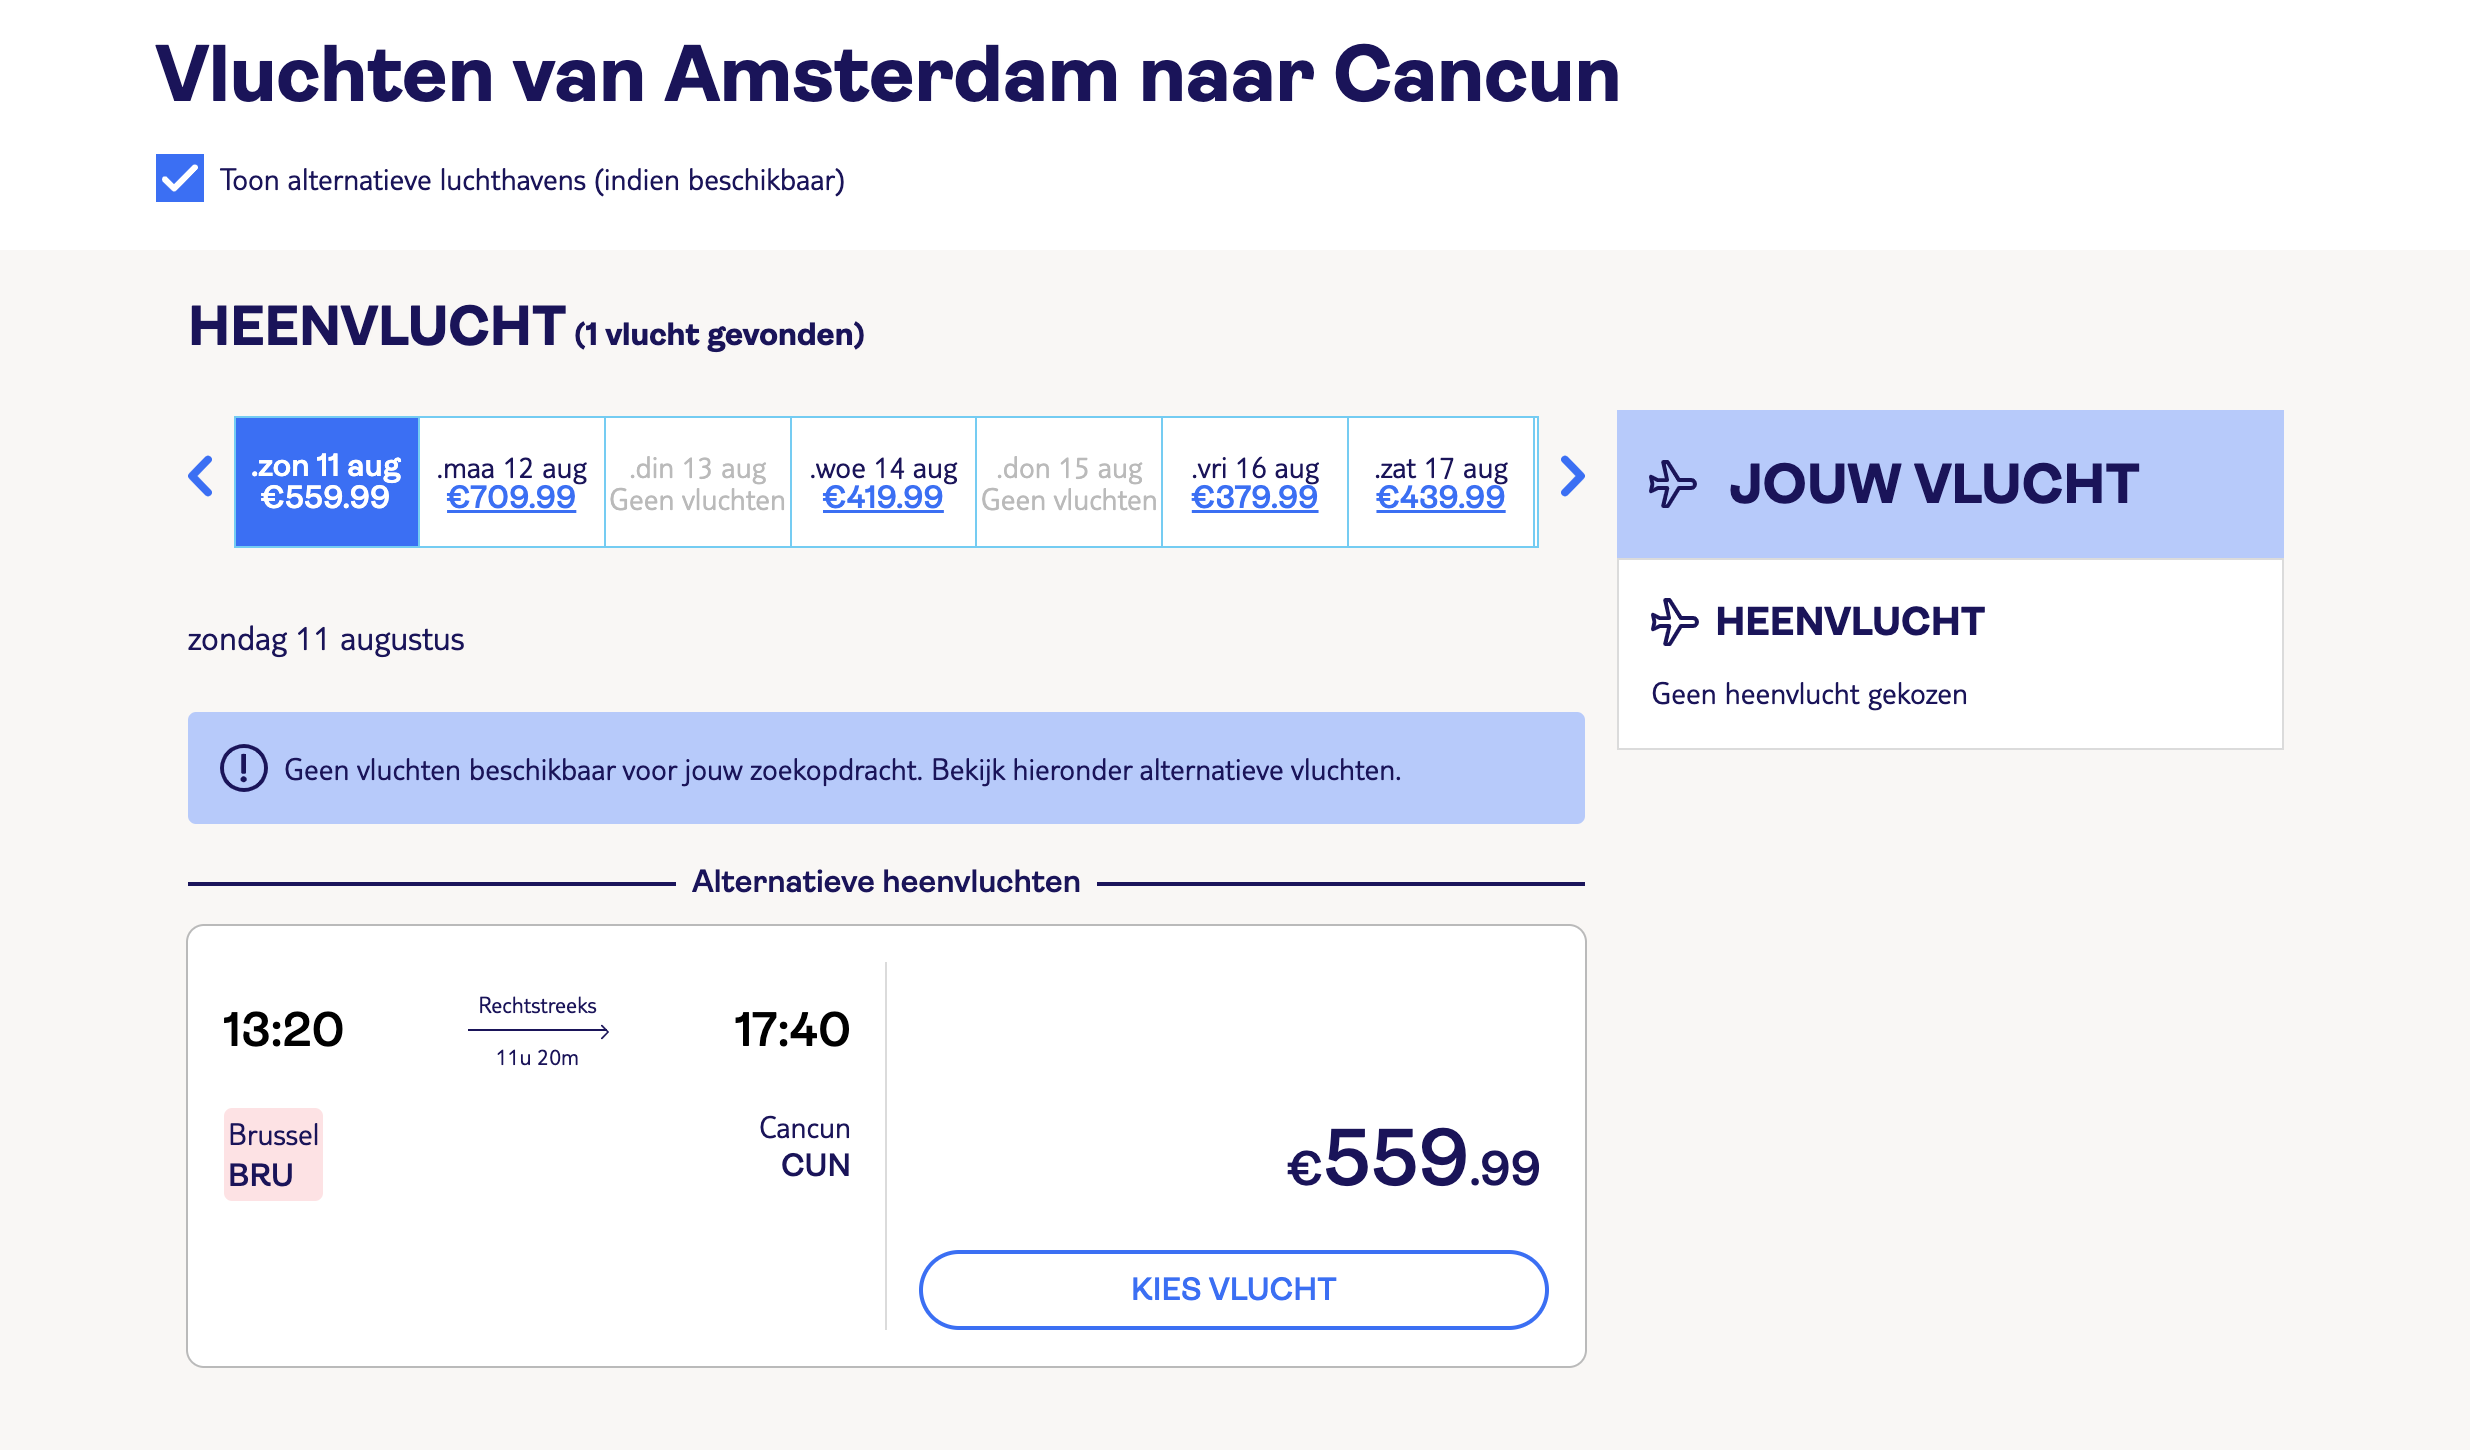 Vluchten van Amsterdam naar Cancun
Toon alternatieve luchthavens (indien beschikbaar)
HEENVLUCHT (1 vlucht gevonden)
.zon 11 aug
€559.99
.maa 12 aug
€709.99
.din 13 aug
Geen vluchten
.woe 14 aug
€419.99
.don 15 aug
Geen vluchten
.vri 16 aug
€379.99
.zat 17 aug
€439.99
JOUW VLUCHT
HEENVLUCHT
Geen heenvlucht gekozen
zondag 11 augustus
Geen vluchten beschikbaar voor jouw zoekopdracht. Bekijk hieronder alternatieve vluchten.
Alternatieve heenvluchten
13:20
Rechtstreeks
11u 20m
17:40
Brussel
BRU
Cancun
CUN
€559.99
KIES VLUCHT